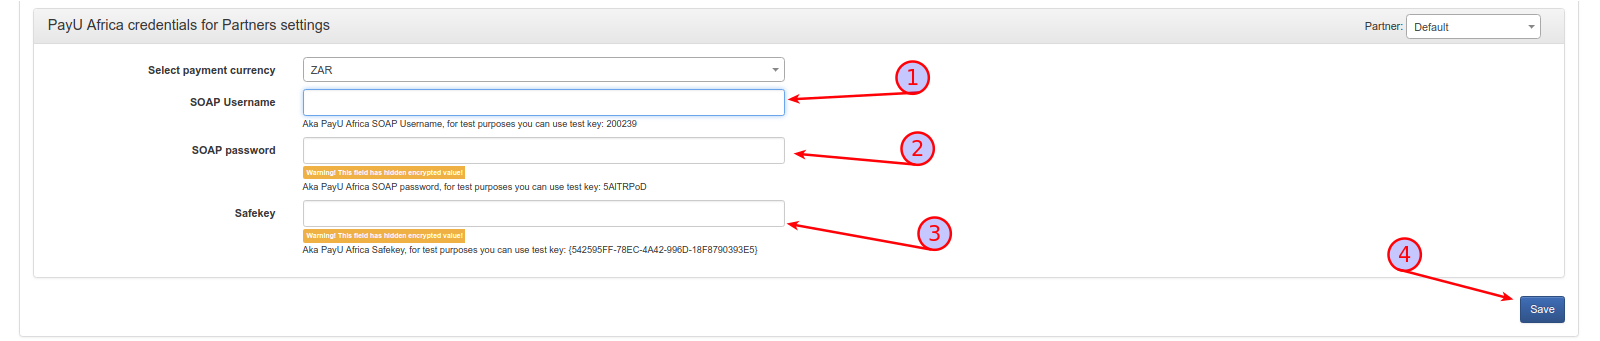 PayU Africa credentials for Partners settings
Partner: Default
Select payment currency ZAR
1
SOAP Username
Aka PayU Africa SOAP Username, for test purposes you can use test key: 200239
2
SOAP password
Warning! This field has hidden encrypted value!
Aka PayU Africa SOAP password, for test purposes you can use test key: 5AlTRPoD
Safekey
3
Warning! This field has hidden encrypted value!
Aka PayU Africa Safekey, for test purposes you can use test key: {542595FF-78EC-4A42-996D-18F8790393E5}
4
Save